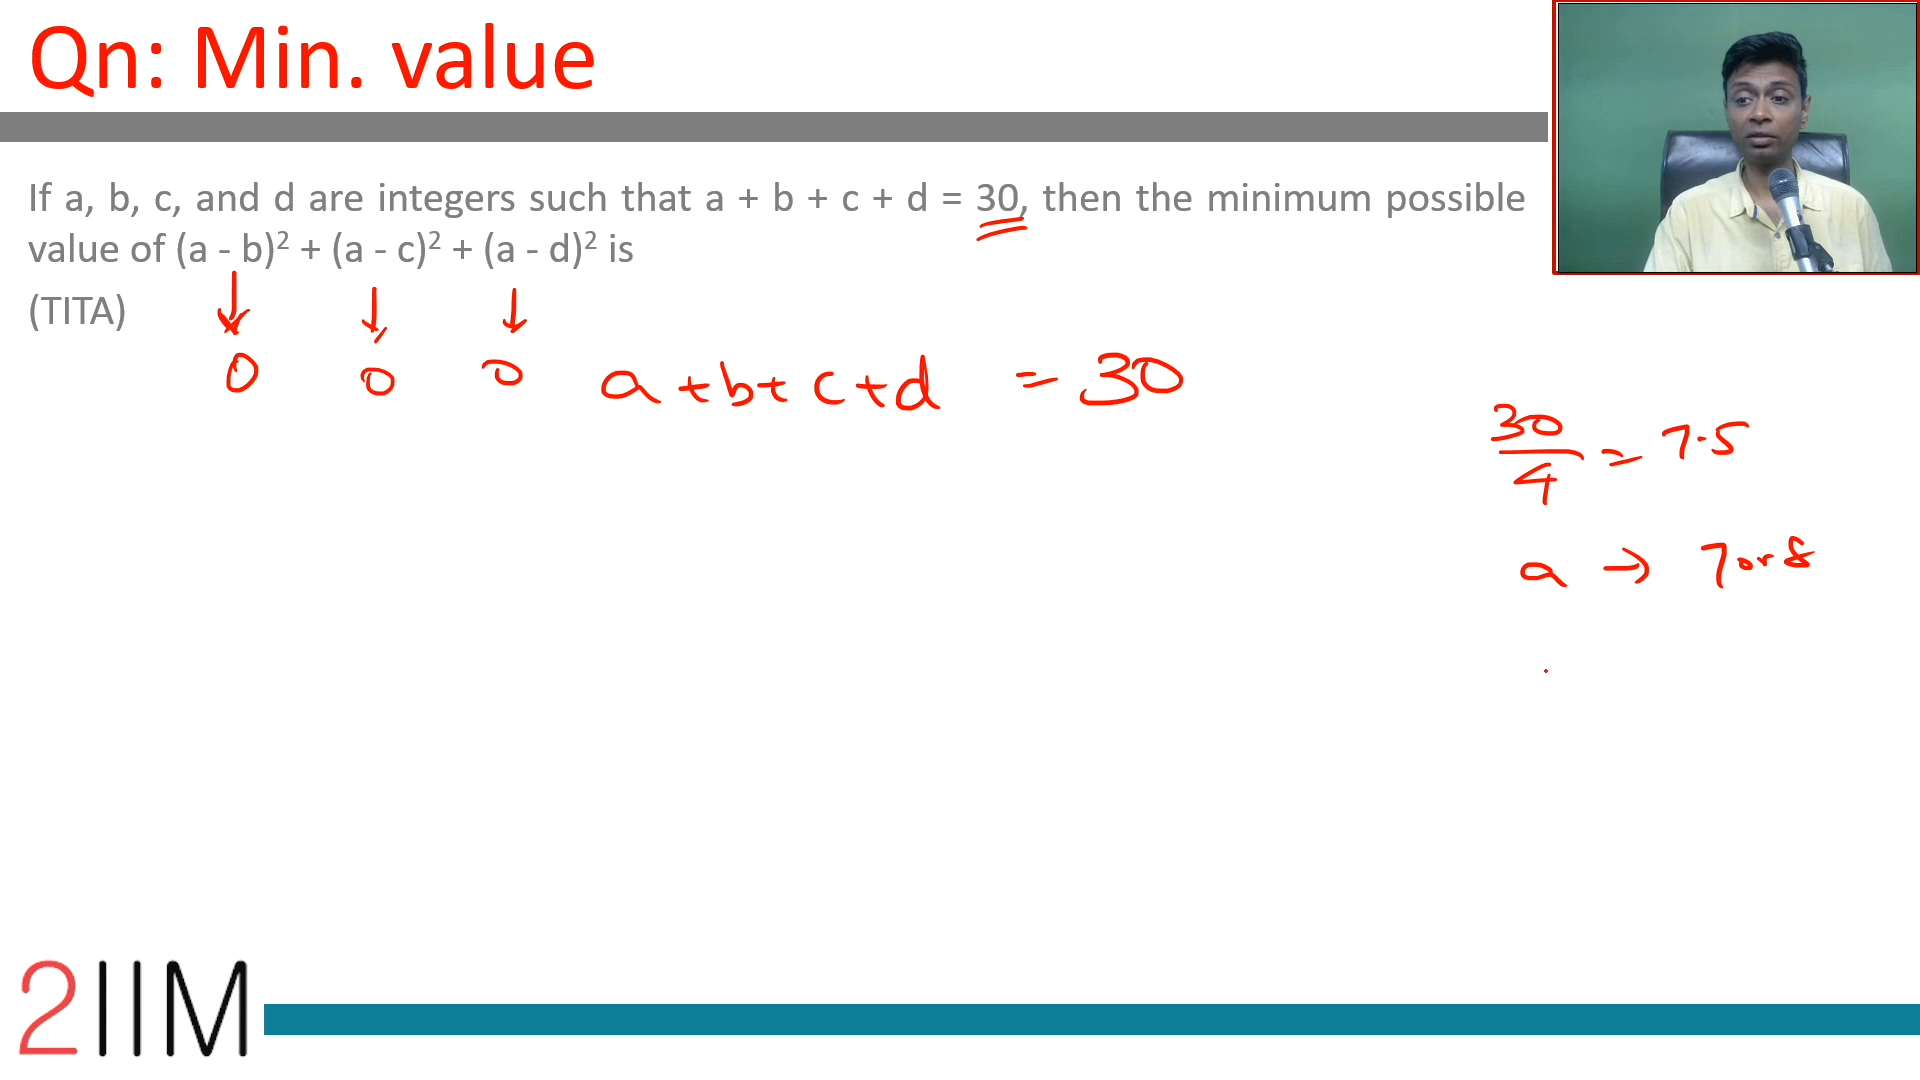 Qn: Min. value
If a, b, c, and d are integers such that a + b + c + d = 30, then the minimum possible
value of (a - b)² + (a - c)² + (a - d)² is
(TITA)
0 0 0 a + b + c + d = 30
30/4 = 7.5
a → 7 or 8
2IIM